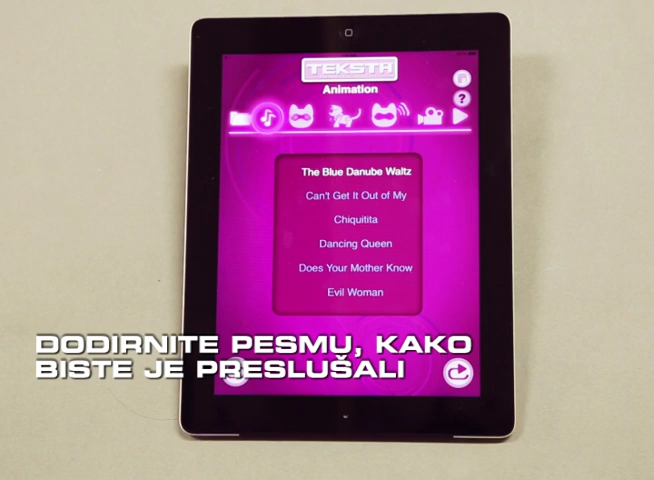 TEKSTA
Animation
?
The Blue Danube Waltz
Can't Get It Out of My
Chiquitita
Dancing Queen
Does Your Mother Know
Evil Woman
DODIRNITE PESMU, KAKO
BISTE JE PRESLUŠALI